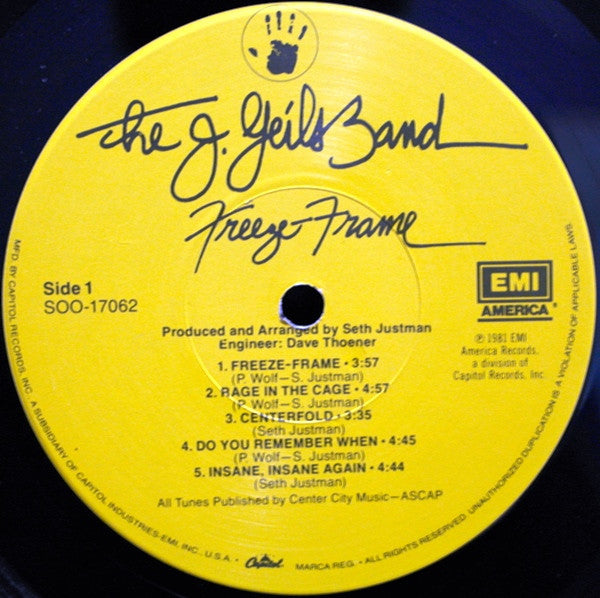 The J. Geils Band
Freeze-Frame
Side 1
SOO-17062
EMI
AMERICA®
Produced and Arranged by Seth Justman
Engineer: Dave Thoener
℗ 1981 EMI
America Records,
a division of
Capitol Records, Inc.
1. FREEZE-FRAME • 3:57
(P. Wolf—S. Justman)
2. RAGE IN THE CAGE • 4:57
(P. Wolf—S. Justman)
3. CENTERFOLD • 3:35
(Seth Justman)
4. DO YOU REMEMBER WHEN • 4:45
(P. Wolf—S. Justman)
5. INSANE, INSANE AGAIN • 4:44
(Seth Justman)
All Tunes Published by Center City Music—ASCAP
MFD. BY CAPITOL RECORDS, INC. A SUBSIDIARY OF CAPITOL INDUSTRIES-EMI, INC., U.S.A. • Capitol MARCA REG. • ALL RIGHTS RESERVED. UNAUTHORIZED DUPLICATION IS A VIOLATION OF APPLICABLE LAWS.